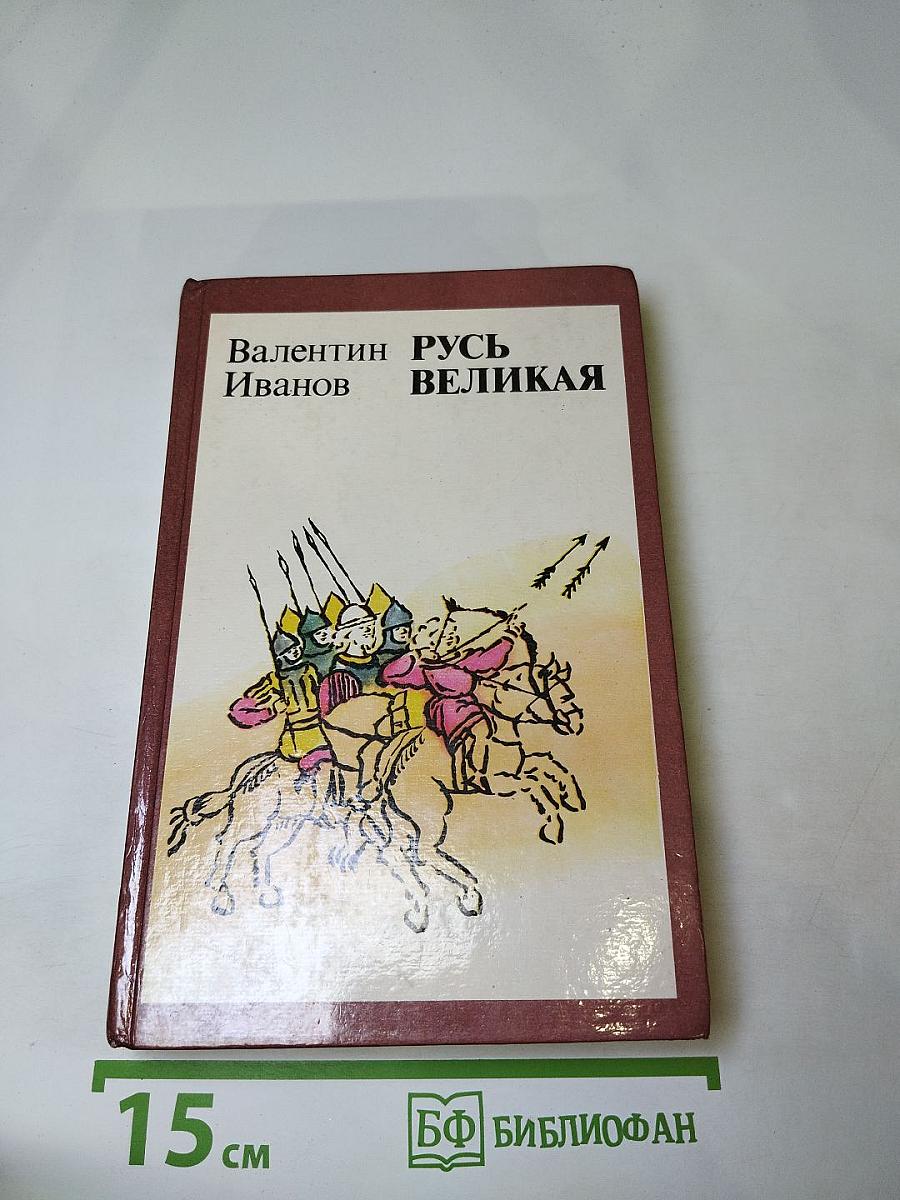 Валентин
Иванов
РУСЬ
ВЕЛИКАЯ
15 см
БФ БИБЛИОФАН